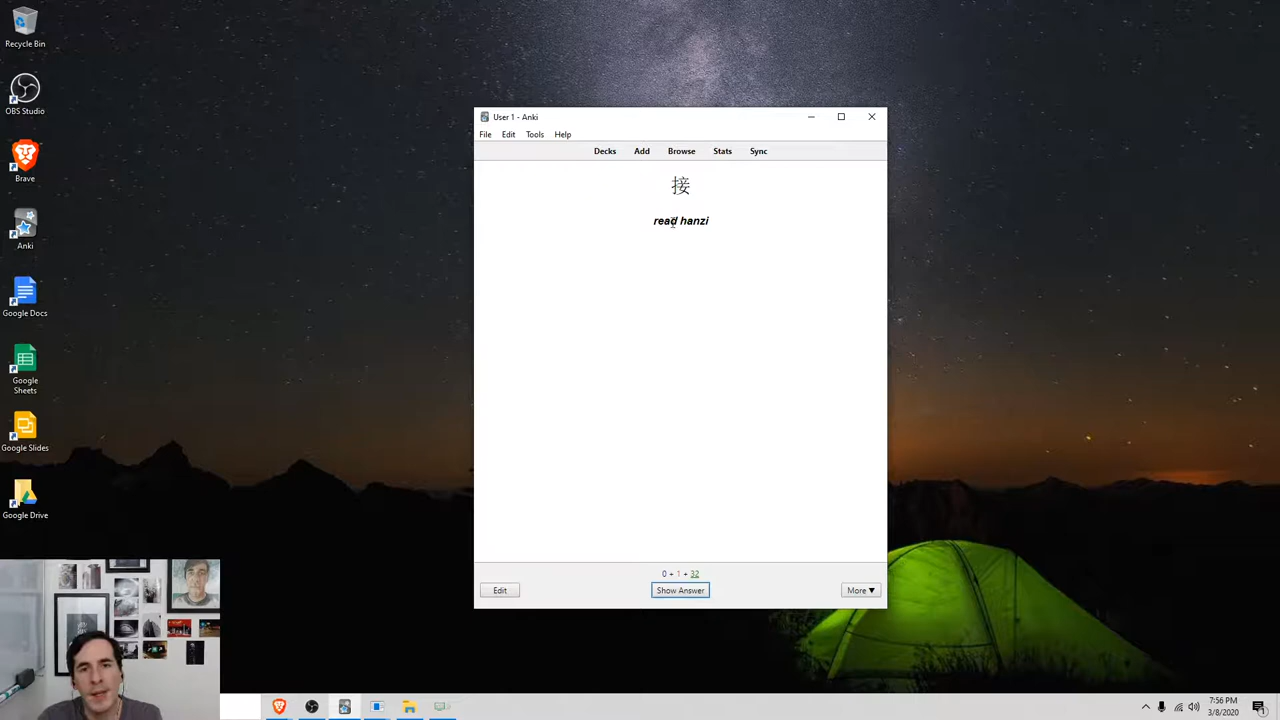 Recycle Bin
OBS Studio
Brave
Anki
Google Docs
Google
Sheets
Google Slides
Google Drive
User 1 - Anki
File Edit Tools Help
Decks Add Browse Stats Sync
接
read hanzi
0 + 1 + 32
Edit
Show Answer
More ▼
7:56 PM
3/8/2020
1